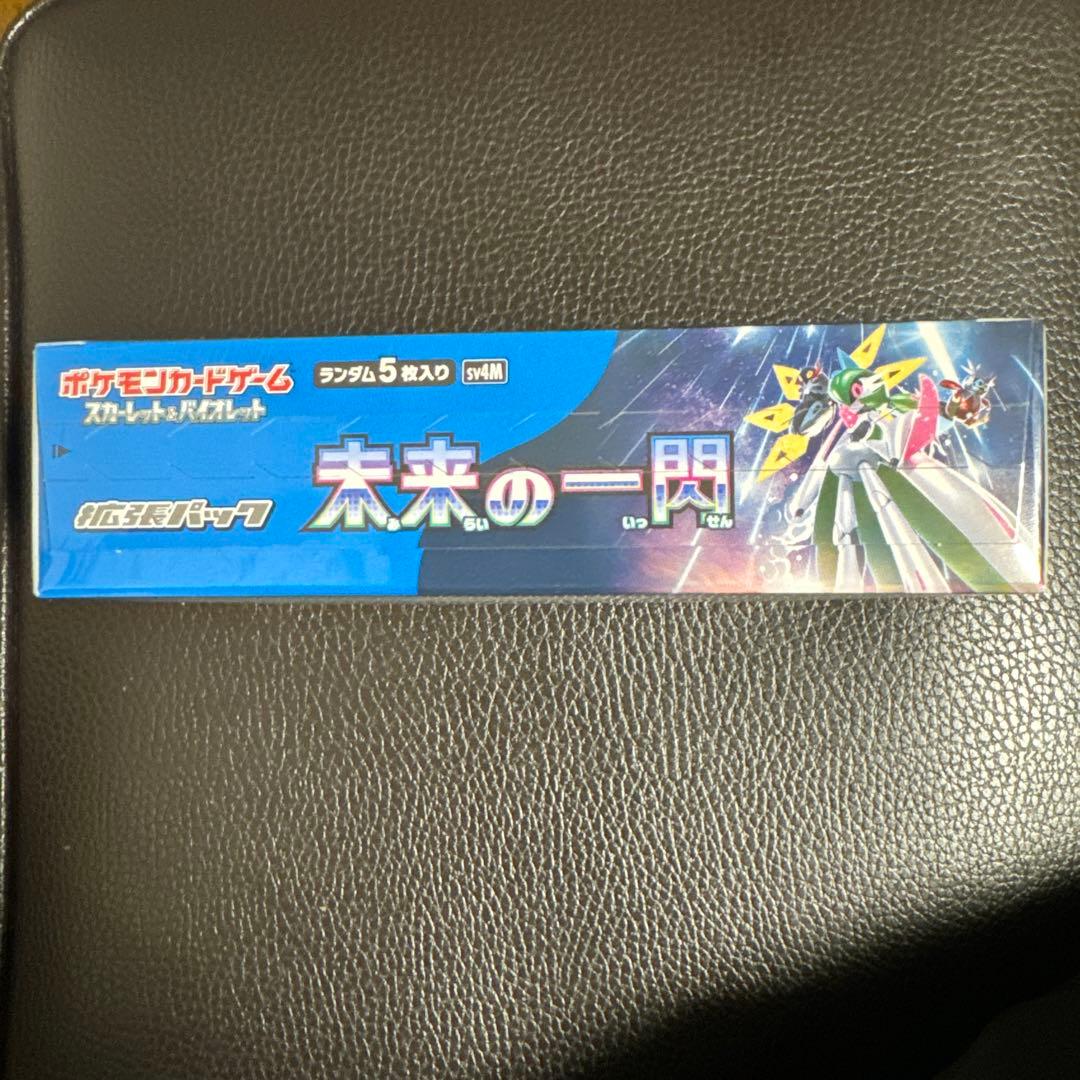 ポケモンカードゲーム
スカーレット&バイオレット
ランダム5枚入り SV4M
拡張パック
未来の一閃
み らい いっ せん